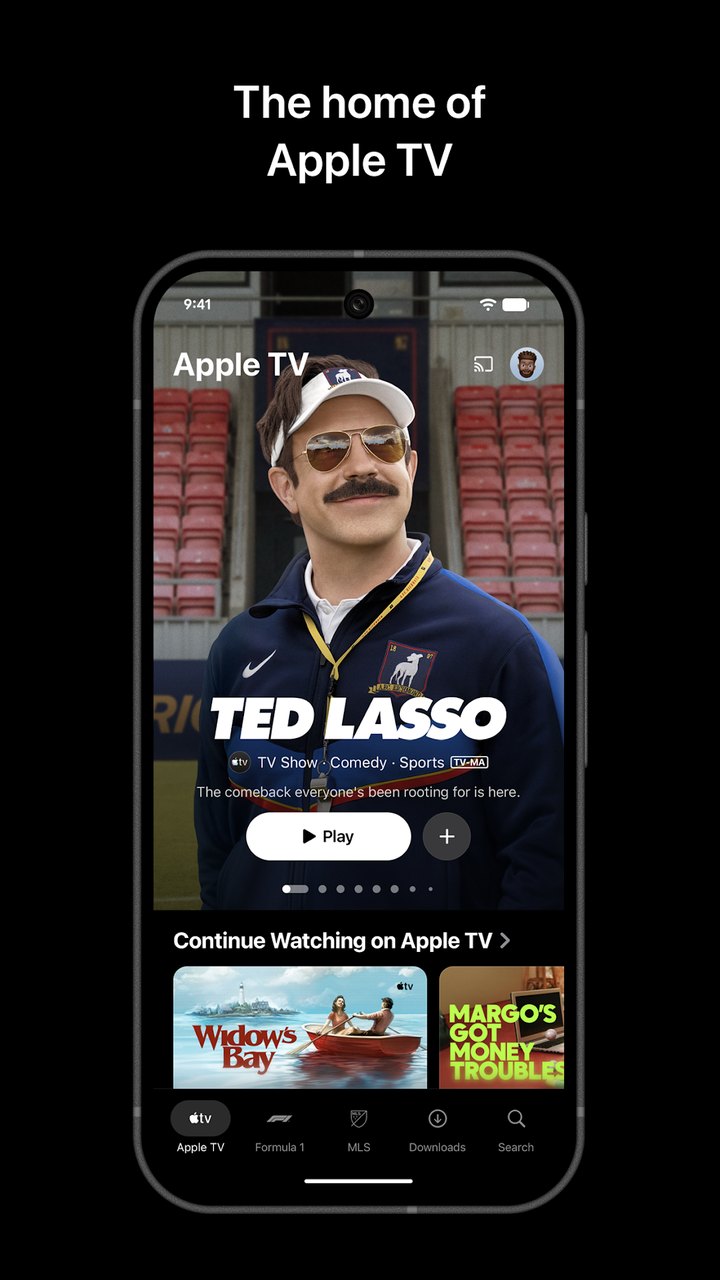 The home of
Apple TV
9:41
Apple TV
18 97
TED LASSO
tv TV Show · Comedy · Sports TV-MA
The comeback everyone's been rooting for is here.
Play
Continue Watching on Apple TV
tv
Widow's
Bay
MARGO'S
GOT
MONEY
TROUBLES
tv
Apple TV Formula 1 MLS Downloads Search